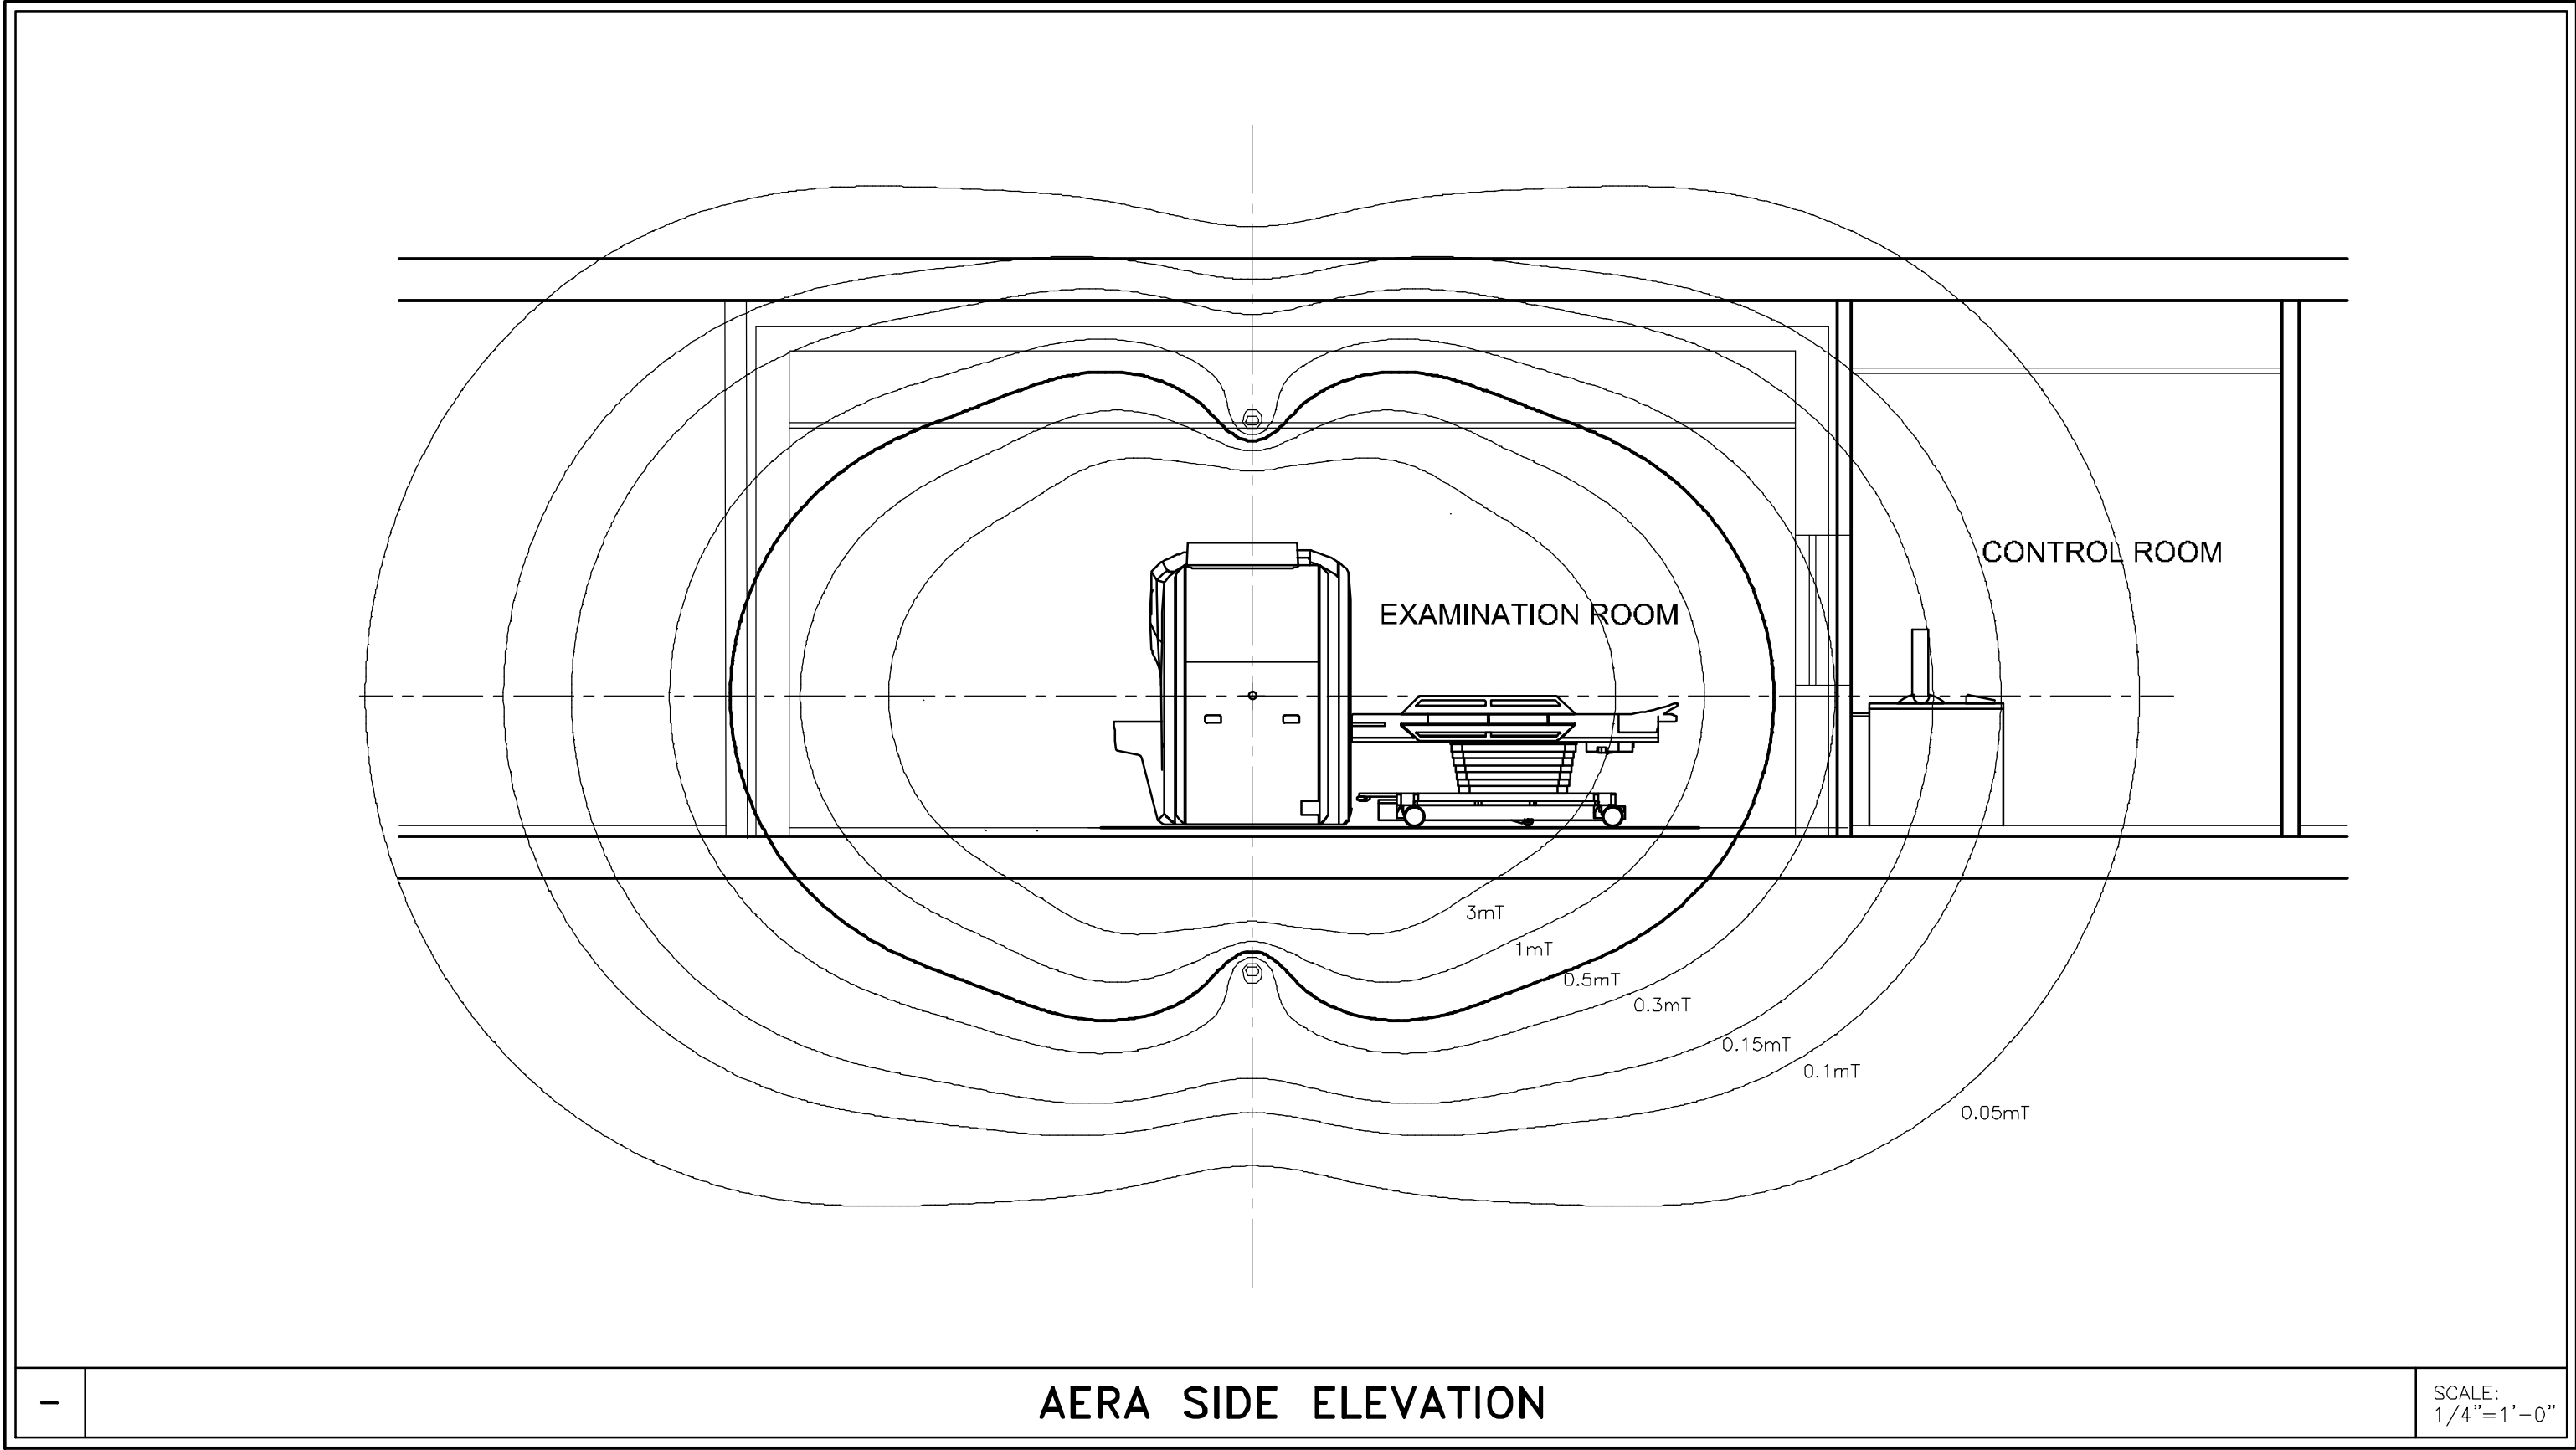 CONTROL ROOM
EXAMINATION ROOM
3mT
1mT
0.5mT
0.3mT
0.15mT
0.1mT
0.05mT
–
AERA SIDE ELEVATION
SCALE:
1/4"=1'-0"